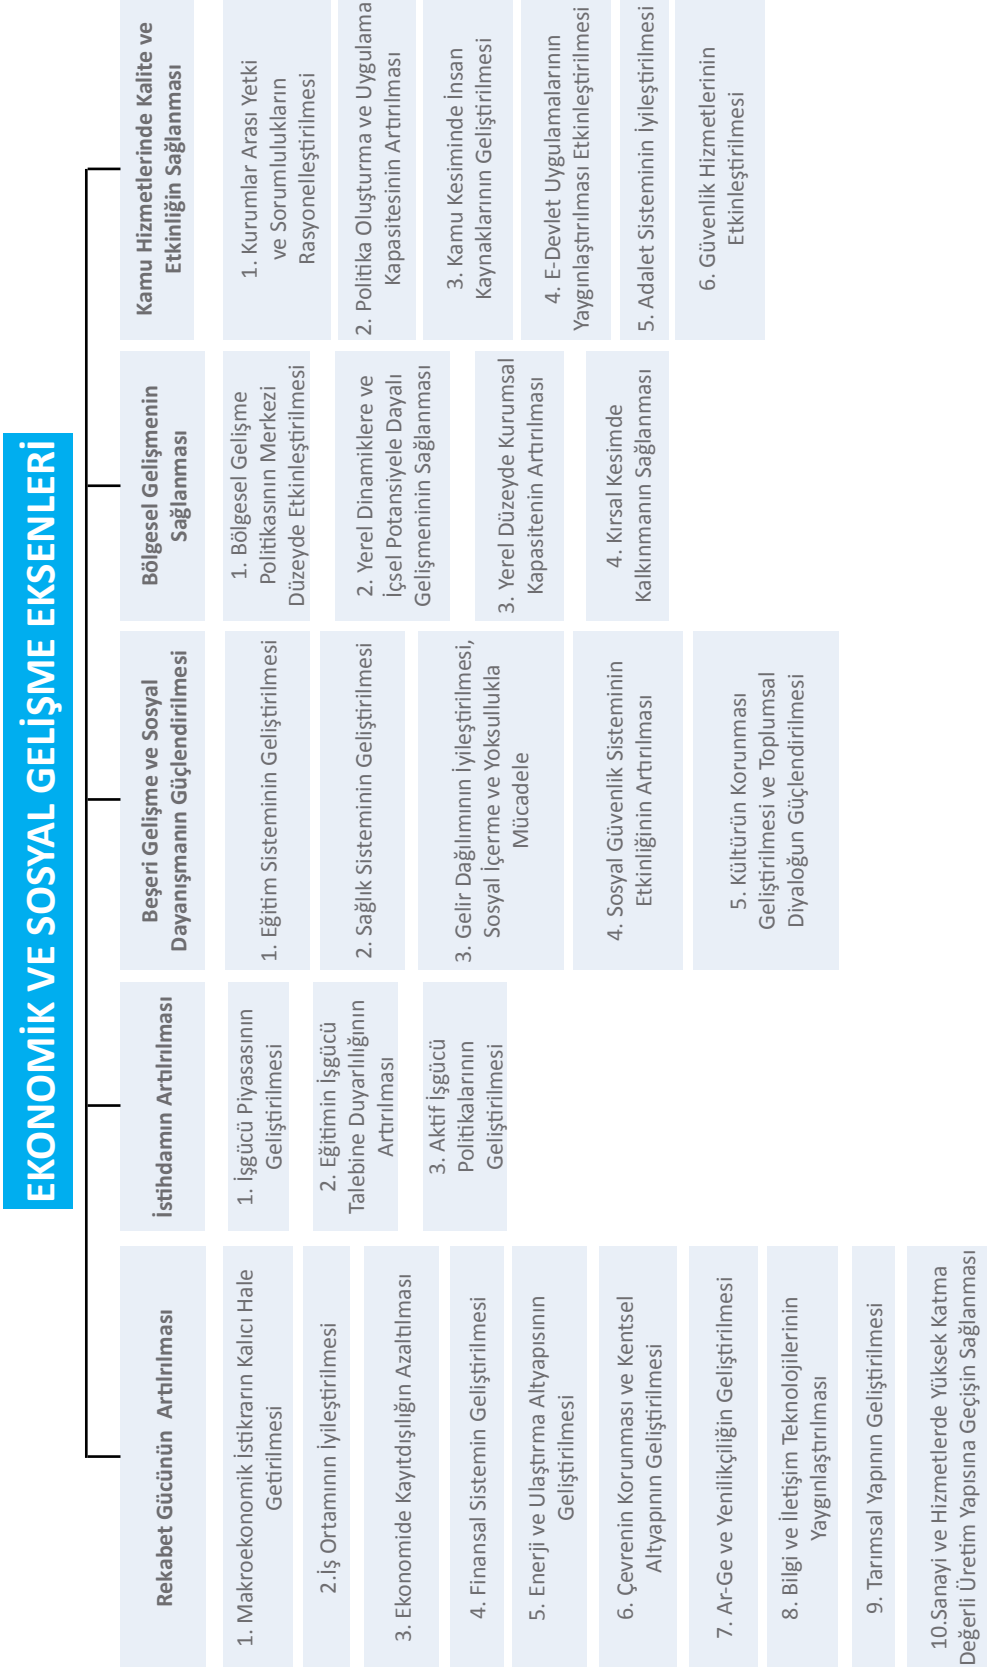 EKONOMİK VE SOSYAL GELİŞME EKSENLERİ
Rekabet Gücünün Artırılması
1. Makroekonomik İstikrarın Kalıcı Hale
Getirilmesi
2.İş Ortamının İyileştirilmesi
3. Ekonomide Kayıtdışılığın Azaltılması
4. Finansal Sistemin Geliştirilmesi
5. Enerji ve Ulaştırma Altyapısının
Geliştirilmesi
6. Çevrenin Korunması ve Kentsel
Altyapının Geliştirilmesi
7. Ar-Ge ve Yenilikçiliğin Geliştirilmesi
8. Bilgi ve İletişim Teknolojilerinin
Yaygınlaştırılması
9. Tarımsal Yapının Geliştirilmesi
10.Sanayi ve Hizmetlerde Yüksek Katma
Değerli Üretim Yapısına Geçişin Sağlanması
İstihdamın Artılrılması
1. İşgücü Piyasasının
Geliştirilmesi
2. Eğitimin İşgücü
Talebine Duyarlılığının
Artırılması
3. Aktif İşgücü
Politikalarının
Geliştirilmesi
Beşeri Gelişme ve Sosyal
Dayanışmanın Güçlendirilmesi
1. Eğitim Sisteminin Geliştirilmesi
2. Sağlık Sisteminin Geliştirilmesi
3. Gelir Dağılımının İyileştirilmesi,
Sosyal İçerme ve Yoksullukla
Mücadele
4. Sosyal Güvenlik Sisteminin
Etkinliğinin Artırılması
5. Kültürün Korunması
Geliştirilmesi ve Toplumsal
Diyaloğun Güçlendirilmesi
Bölgesel Gelişmenin
Sağlanması
1. Bölgesel Gelişme
Politikasının Merkezi
Düzeyde Etkinleştirilmesi
2. Yerel Dinamiklere ve
İçsel Potansiyele Dayalı
Gelişmeninin Sağlanması
3. Yerel Düzeyde Kurumsal
Kapasitenin Artırılması
4. Kırsal Kesimde
Kalkınmanın Sağlanması
Kamu Hizmetlerinde Kalite ve
Etkinliğin Sağlanması
1. Kurumlar Arası Yetki
ve Sorumlulukların
Rasyonelleştirilmesi
2. Politika Oluşturma ve Uygulama
Kapasitesinin Artırılması
3. Kamu Kesiminde İnsan
Kaynaklarının Geliştirilmesi
4. E-Devlet Uygulamalarının
Yaygınlaştırılması Etkinleştirilmesi
5. Adalet Sisteminin İyileştirilmesi
6. Güvenlik Hizmetlerinin
Etkinleştirilmesi